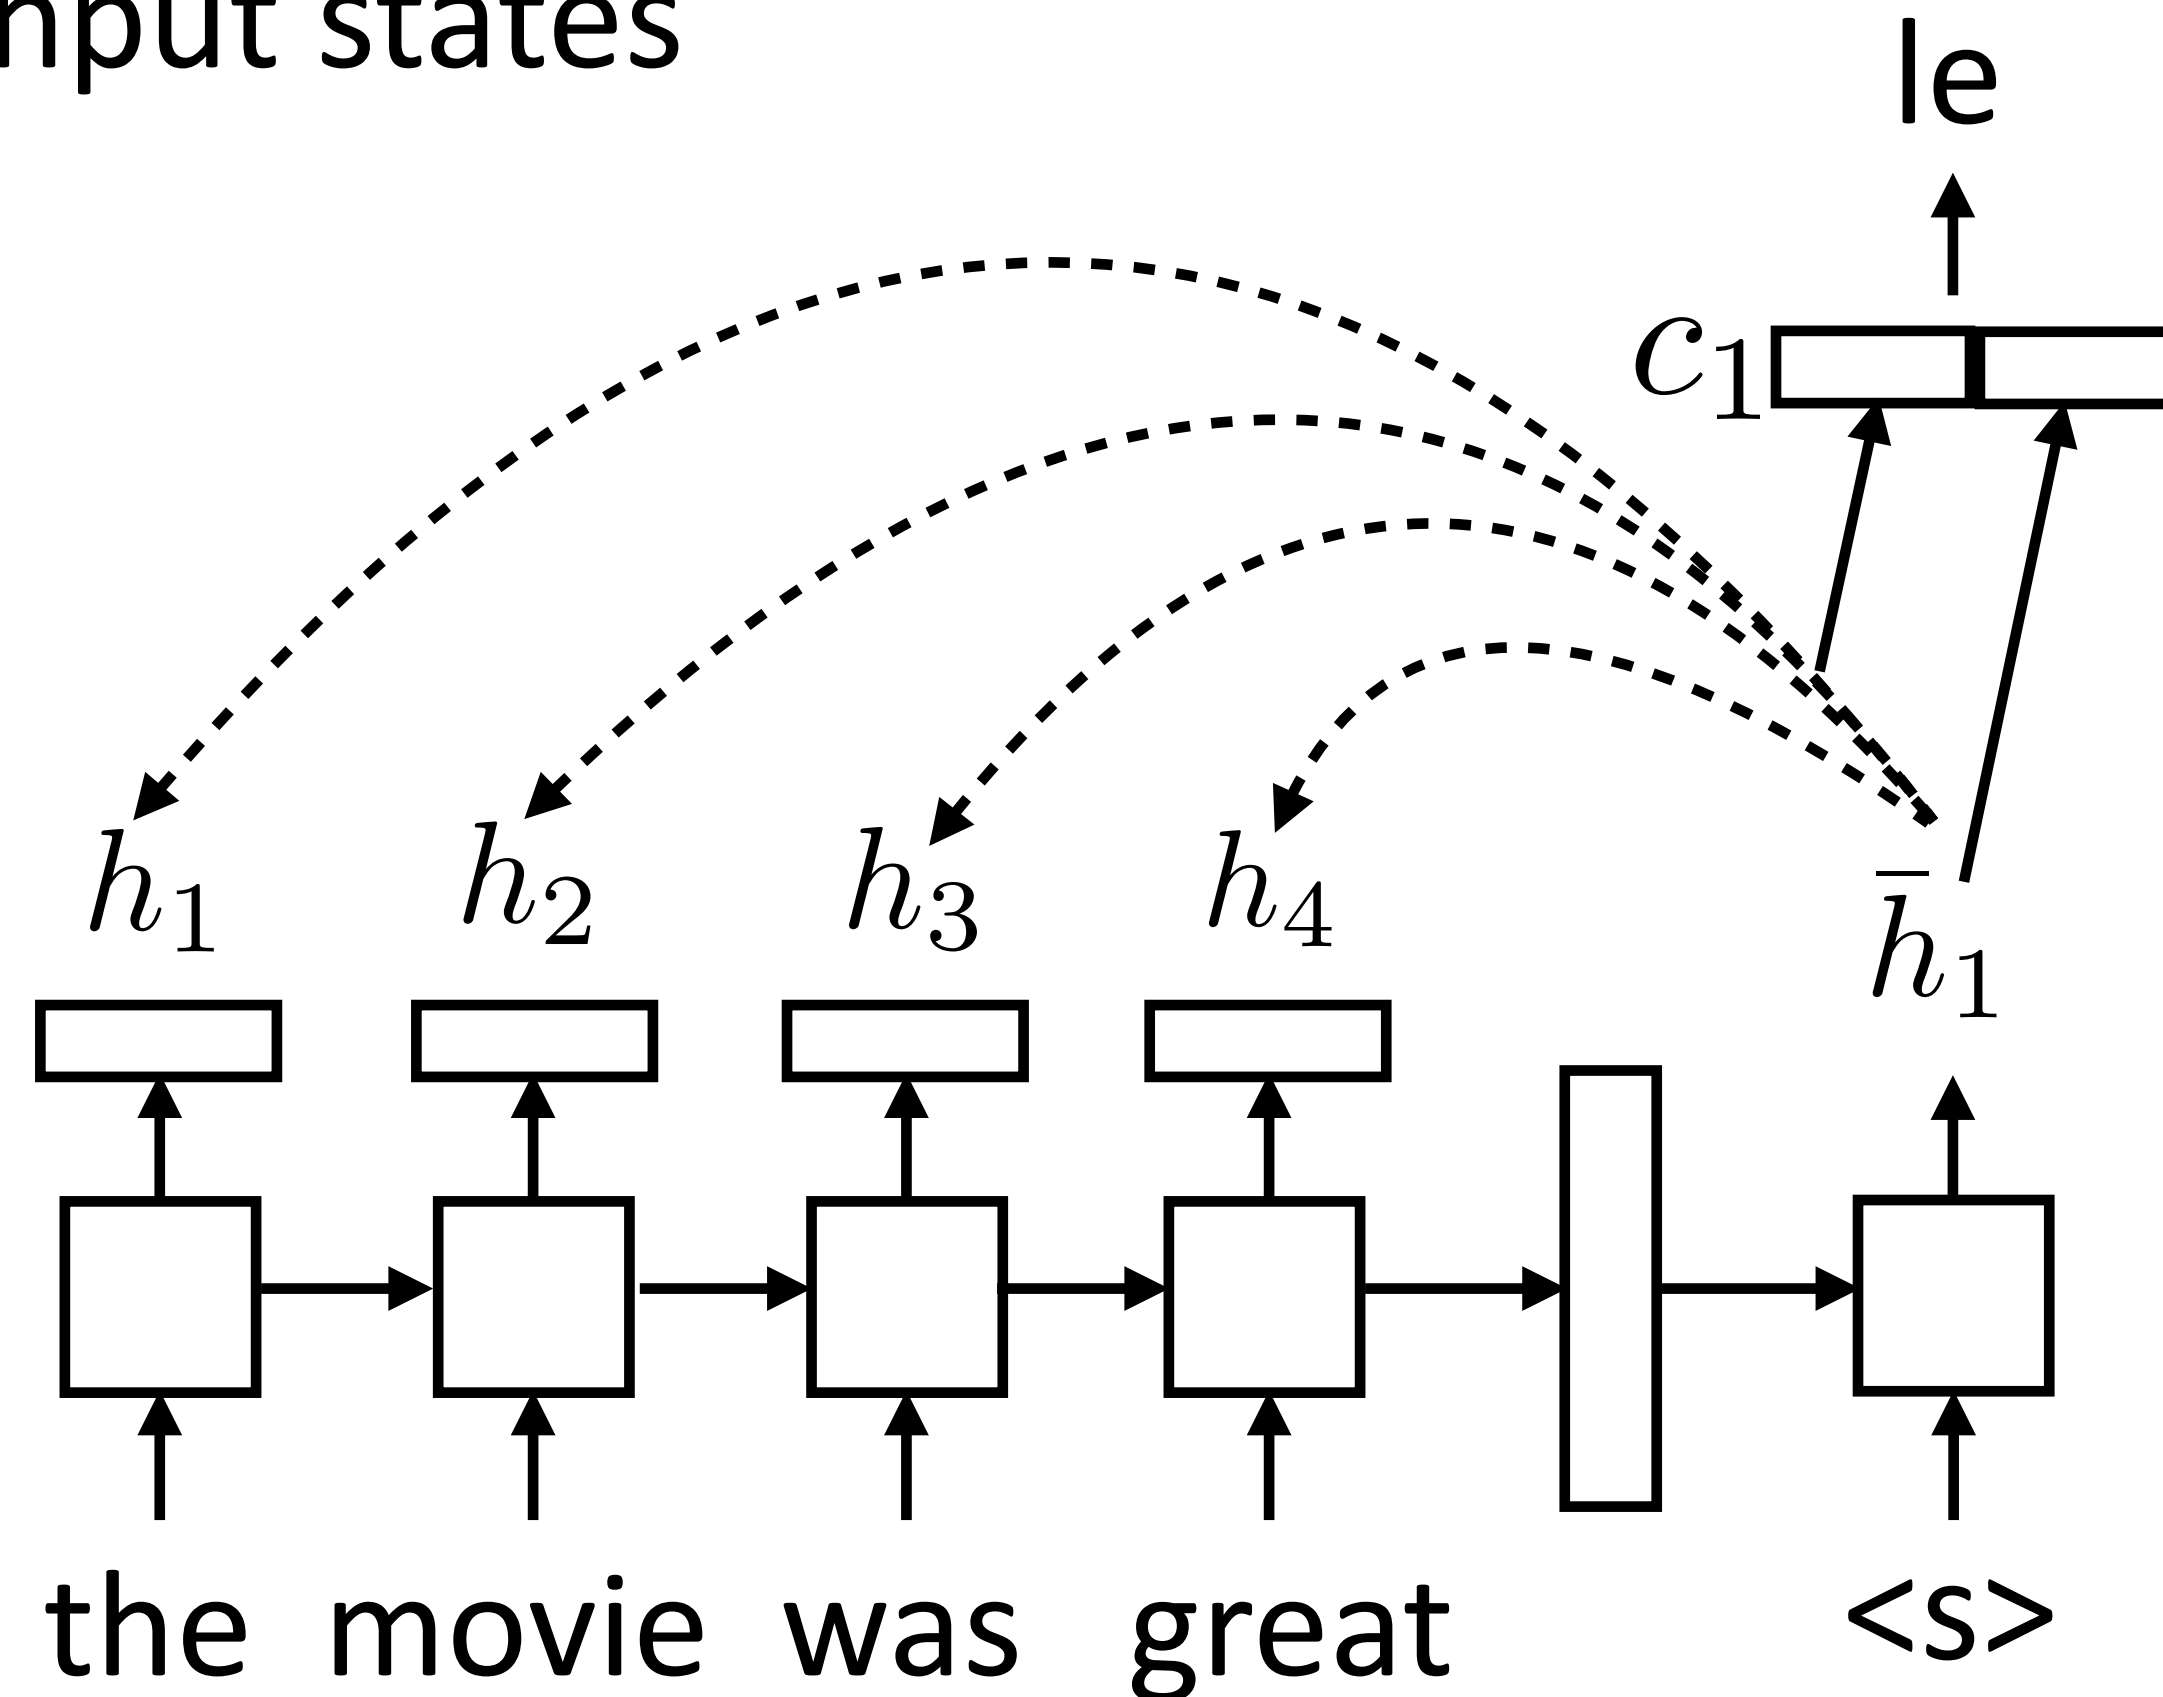 nput states
le
c₁
h₁ h₂ h₃ h₄ h̄₁
the movie was great <s>